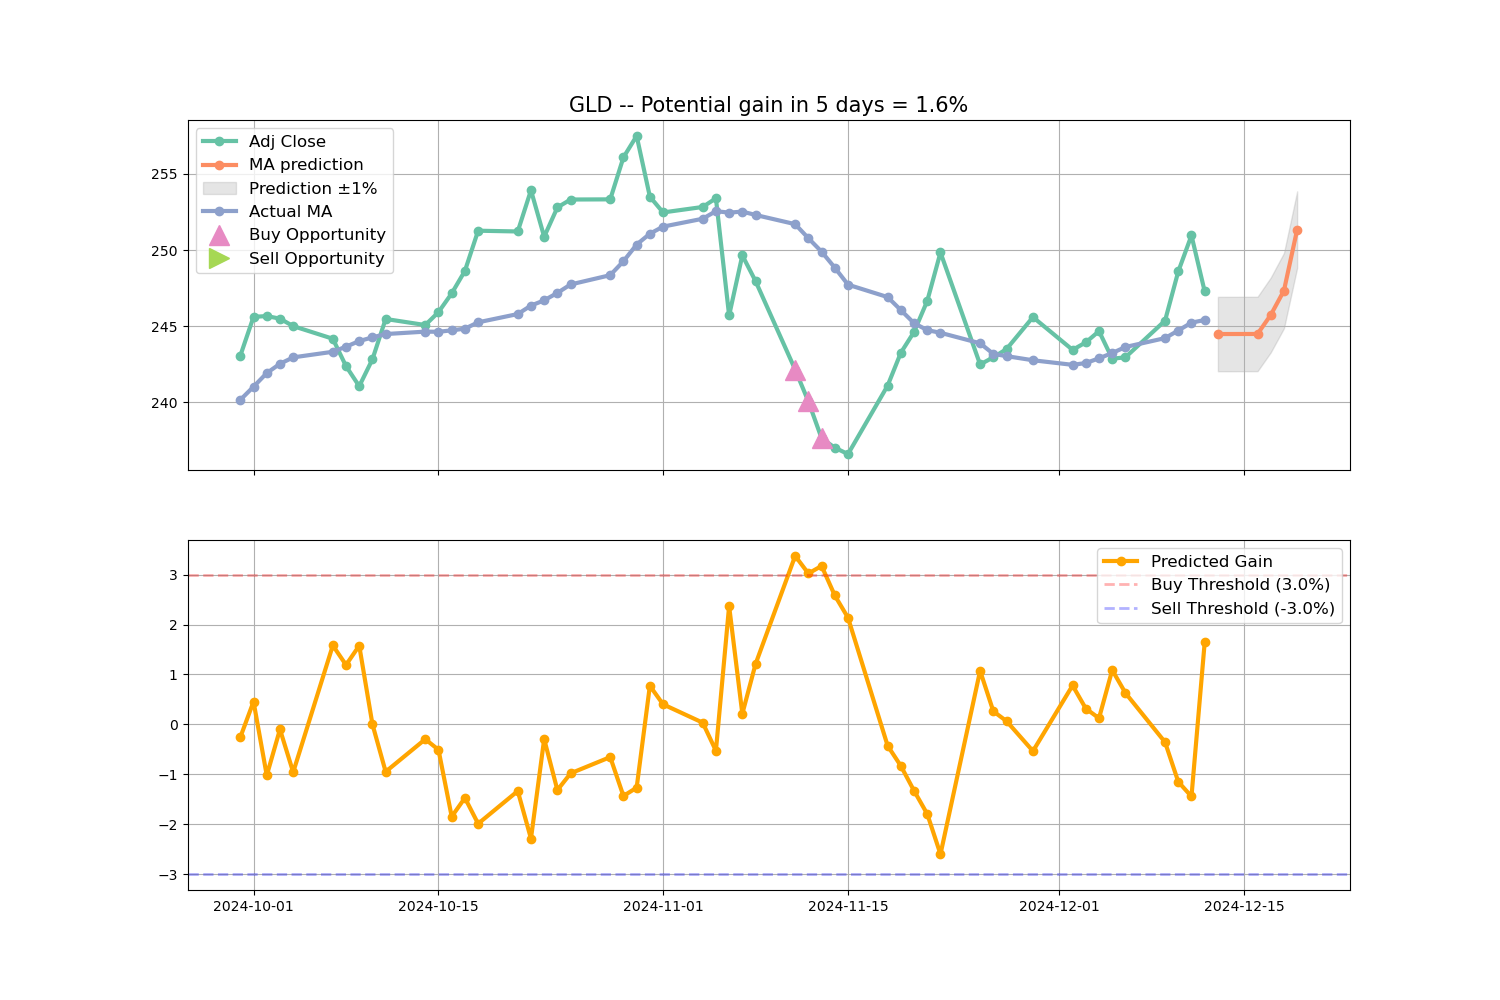 GLD -- Potential gain in 5 days = 1.6%
Adj Close
MA prediction
Prediction ±1%
Actual MA
Buy Opportunity
Sell Opportunity
255
250
245
240
Predicted Gain
Buy Threshold (3.0%)
Sell Threshold (-3.0%)
3
2
1
0
−1
−2
−3
2024-10-01 2024-10-15 2024-11-01 2024-11-15 2024-12-01 2024-12-15